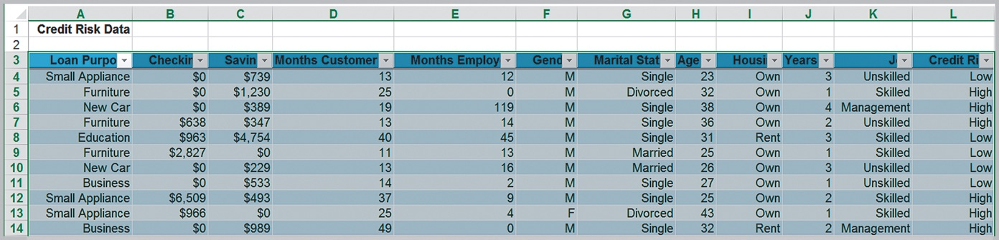 A B C D E F G H I J K L
1 Credit Risk Data
2
3 Loan Purpo Checkin Savin Months Customer Months Employ Gend Marital Stat Age Housi Years J Credit Ri
4 Small Appliance $0 $739 13 12 M Single 23 Own 3 Unskilled Low
5 Furniture $0 $1,230 25 0 M Divorced 32 Own 1 Skilled High
6 New Car $0 $389 19 119 M Single 38 Own 4 Management High
7 Furniture $638 $347 13 14 M Single 36 Own 2 Unskilled High
8 Education $963 $4,754 40 45 M Single 31 Rent 3 Skilled Low
9 Furniture $2,827 $0 11 13 M Married 25 Own 1 Skilled Low
10 New Car $0 $229 13 16 M Married 26 Own 3 Unskilled Low
11 Business $0 $533 14 2 M Single 27 Own 1 Unskilled Low
12 Small Appliance $6,509 $493 37 9 M Single 25 Own 2 Skilled High
13 Small Appliance $966 $0 25 4 F Divorced 43 Own 1 Skilled High
14 Business $0 $989 49 0 M Single 32 Rent 2 Management High